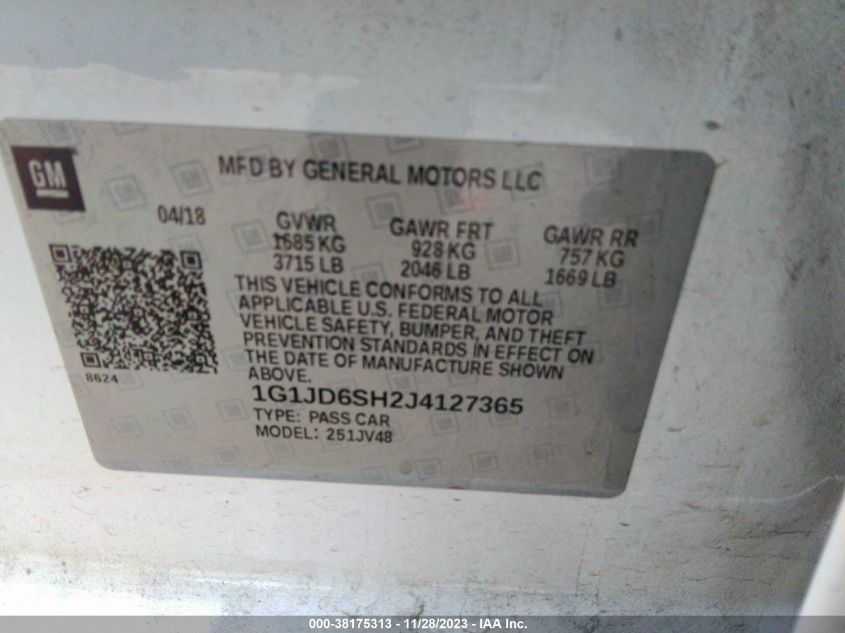 GM
MFD BY GENERAL MOTORS LLC
04/18
GVWR
1685 KG
3715 LB
GAWR FRT
928 KG
2046 LB
GAWR RR
757 KG
1669 LB
THIS VEHICLE CONFORMS TO ALL
APPLICABLE U.S. FEDERAL MOTOR
VEHICLE SAFETY, BUMPER, AND THEFT
PREVENTION STANDARDS IN EFFECT ON
THE DATE OF MANUFACTURE SHOWN
ABOVE.
8624
1G1JD6SH2J4127365
TYPE: PASS CAR
MODEL: 251JV48
000-38175313 - 11/28/2023 - IAA Inc.